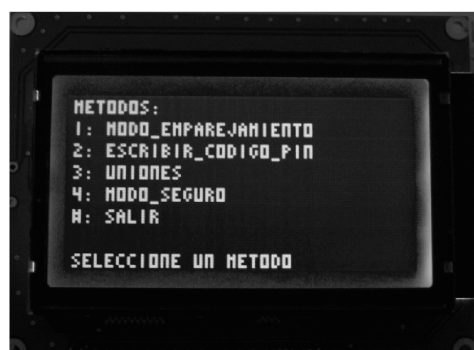 METODOS:
1: MODO_EMPAREJAMIENTO
2: ESCRIBIR_CODIGO_PIN
3: UNIONES
4: MODO_SEGURO
#: SALIR
SELECCIONE UN METODO